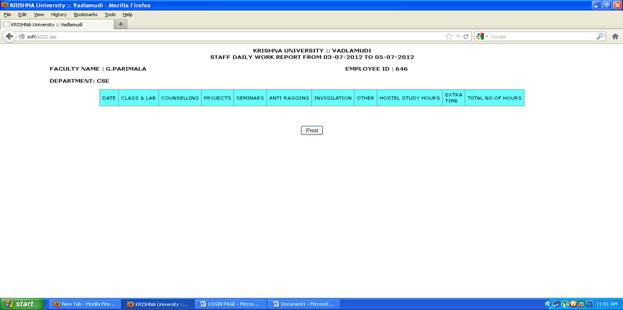 KRISHNA University :: Vadlamudi - Mozilla Firefox
File Edit View History Bookmarks Tools Help
KRISHNA University :: Vadlamudi
Google
KRISHNA UNIVERSITY :: VADLAMUDI
STAFF DAILY WORK REPORT FROM 03-07-2012 TO 05-07-2012
FACULTY NAME : G.PARIMALA EMPLOYEE ID : 646
DEPARTMENT: CSE
DATE CLASS & LAB COUNSELLING PROJECTS SEMINARS ANTI RAGGING INVIGILATION OTHER HOSTEL STUDY HOURS EXTRA TIME TOTAL NO.OF HOURS
Print
start New Tab - Mozilla Fire... KRISHNA University :... LOGIN PAGE - Micros... Document1 - Microsof... 11:01 AM